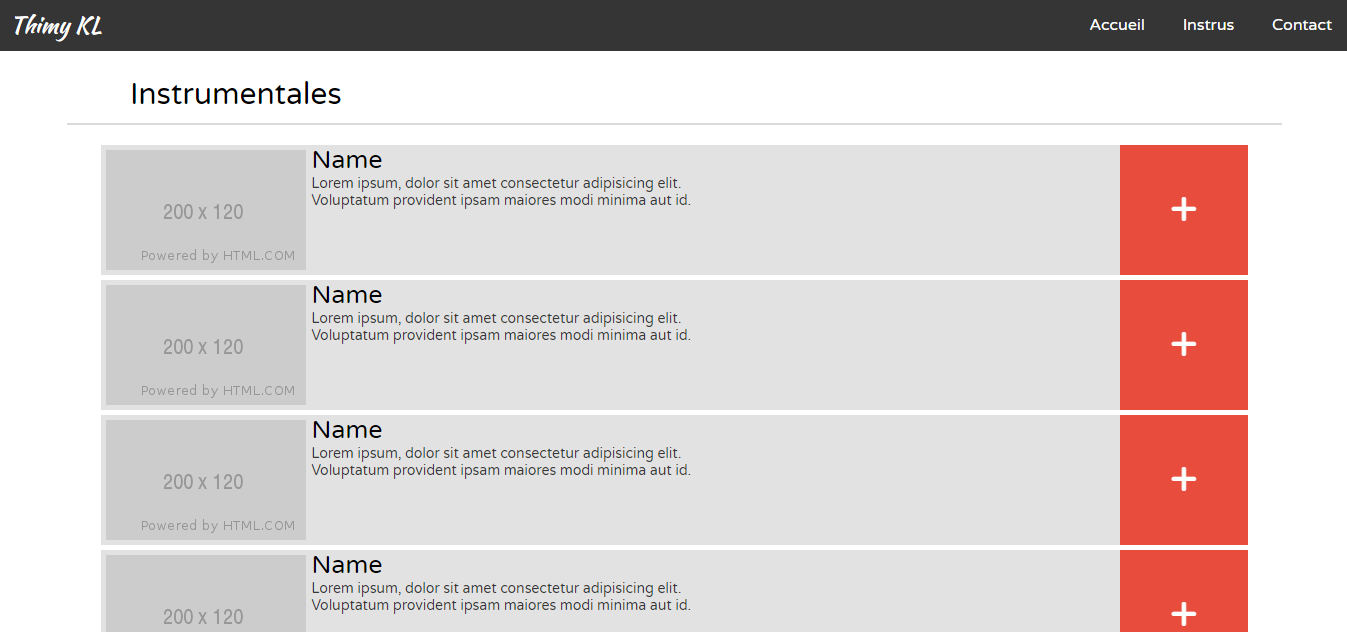 Thimy KL
Accueil Instrus Contact
Instrumentales
200 x 120
Powered by HTML.COM
Name
Lorem ipsum, dolor sit amet consectetur adipisicing elit.
Voluptatum provident ipsam maiores modi minima aut id.
+
200 x 120
Powered by HTML.COM
Name
Lorem ipsum, dolor sit amet consectetur adipisicing elit.
Voluptatum provident ipsam maiores modi minima aut id.
+
200 x 120
Powered by HTML.COM
Name
Lorem ipsum, dolor sit amet consectetur adipisicing elit.
Voluptatum provident ipsam maiores modi minima aut id.
+
200 x 120
Name
Lorem ipsum, dolor sit amet consectetur adipisicing elit.
Voluptatum provident ipsam maiores modi minima aut id.
+